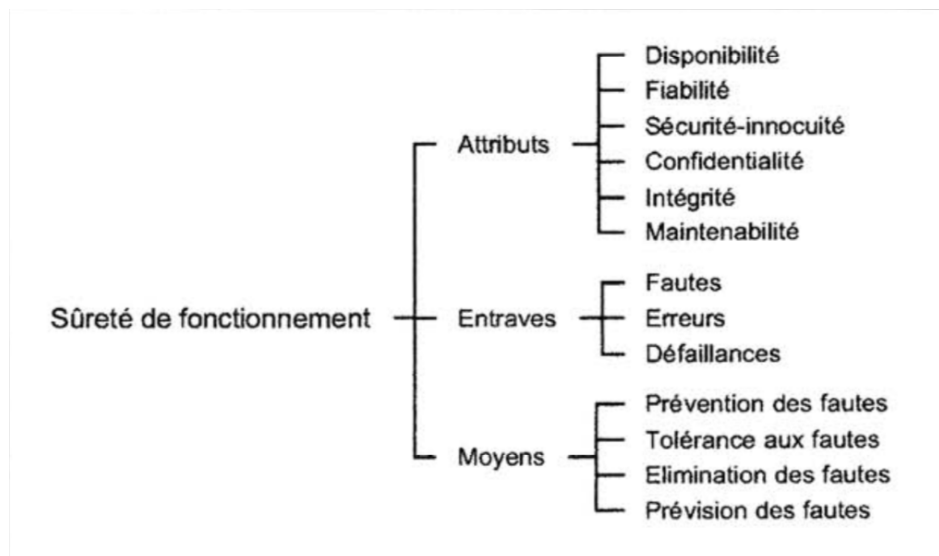 Disponibilité
Fiabilité
Sécurité-innocuité
Attributs
Confidentialité
Intégrité
Maintenabilité
Fautes
Sûreté de fonctionnement
Entraves
Erreurs
Défaillances
Prévention des fautes
Tolérance aux fautes
Moyens
Elimination des fautes
Prévision des fautes